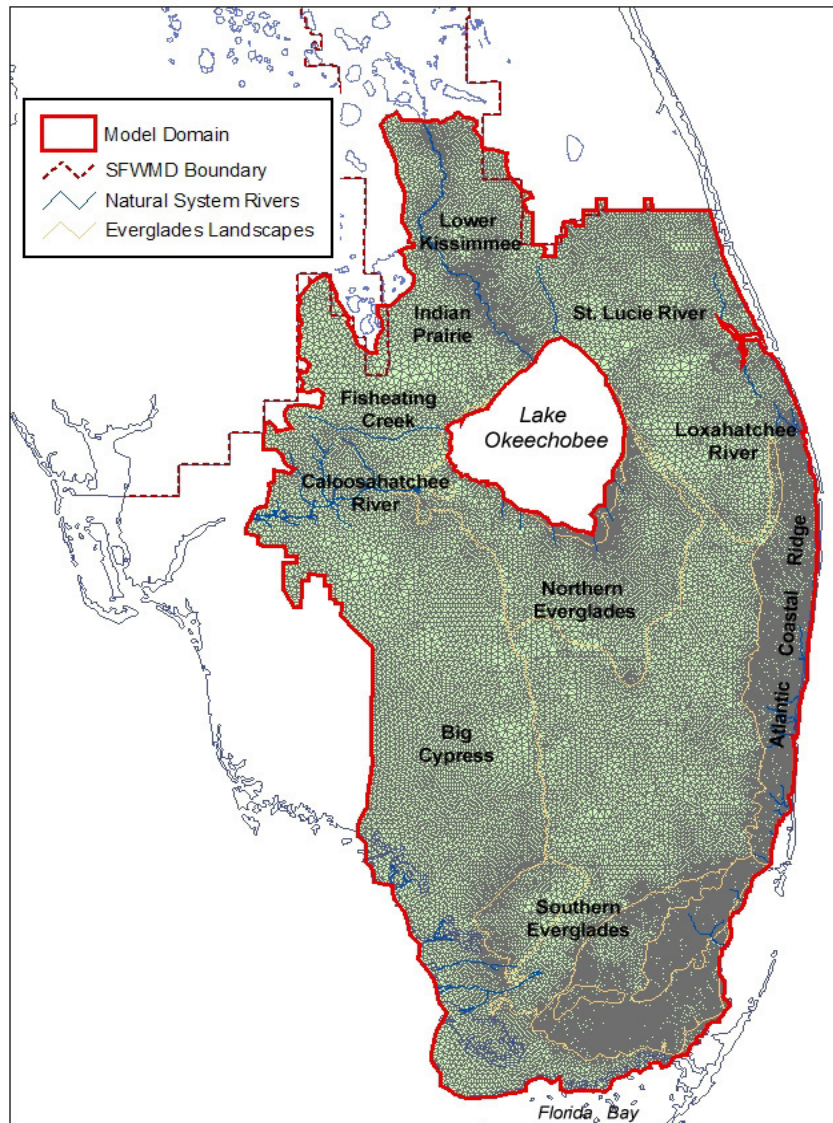 Model Domain
SFWMD Boundary
Natural System Rivers
Everglades Landscapes
Lower
Kissimmee
Indian
Prairie
St. Lucie River
Fisheating
Creek
Lake
Okeechobee
Loxahatchee
River
Caloosahatchee
River
Northern
Everglades
Atlantic Coastal Ridge
Big
Cypress
Southern
Everglades
Florida Bay